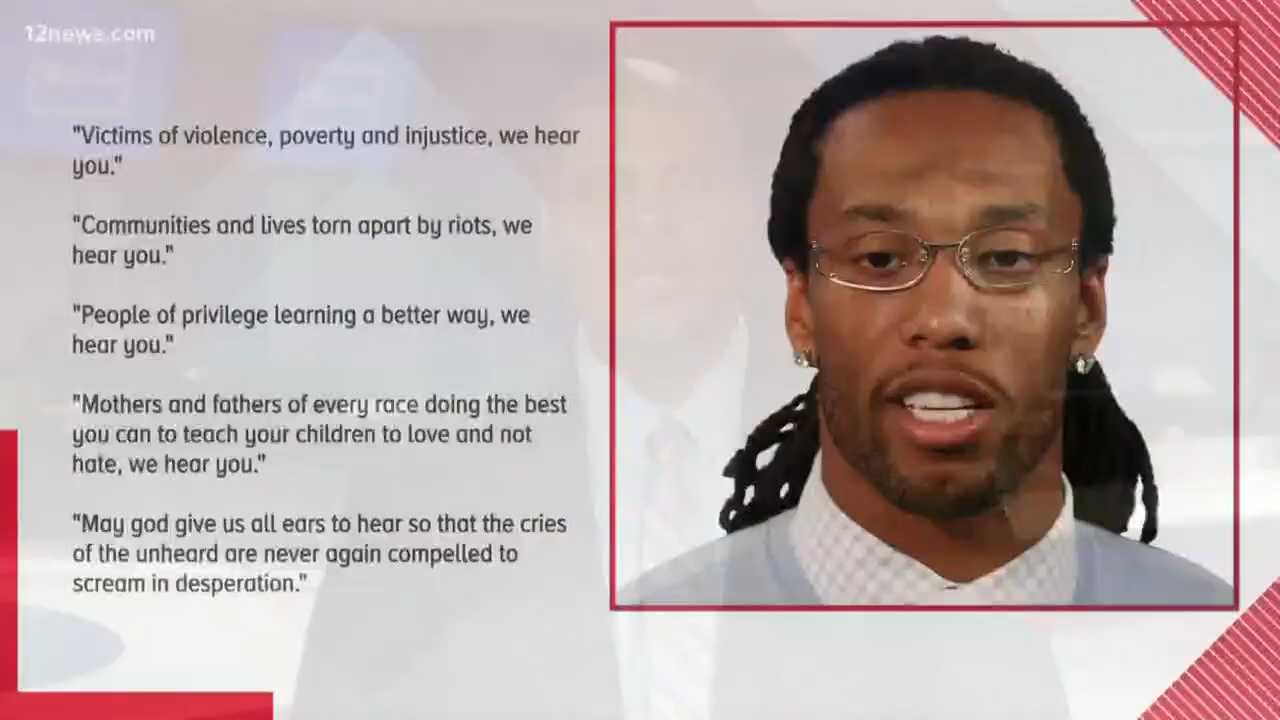 12news.com
"Victims of violence, poverty and injustice, we hear
you."
"Communities and lives torn apart by riots, we
hear you."
"People of privilege learning a better way, we
hear you."
"Mothers and fathers of every race doing the best
you can to teach your children to love and not
hate, we hear you."
"May god give us all ears to hear so that the cries
of the unheard are never again compelled to
scream in desperation."